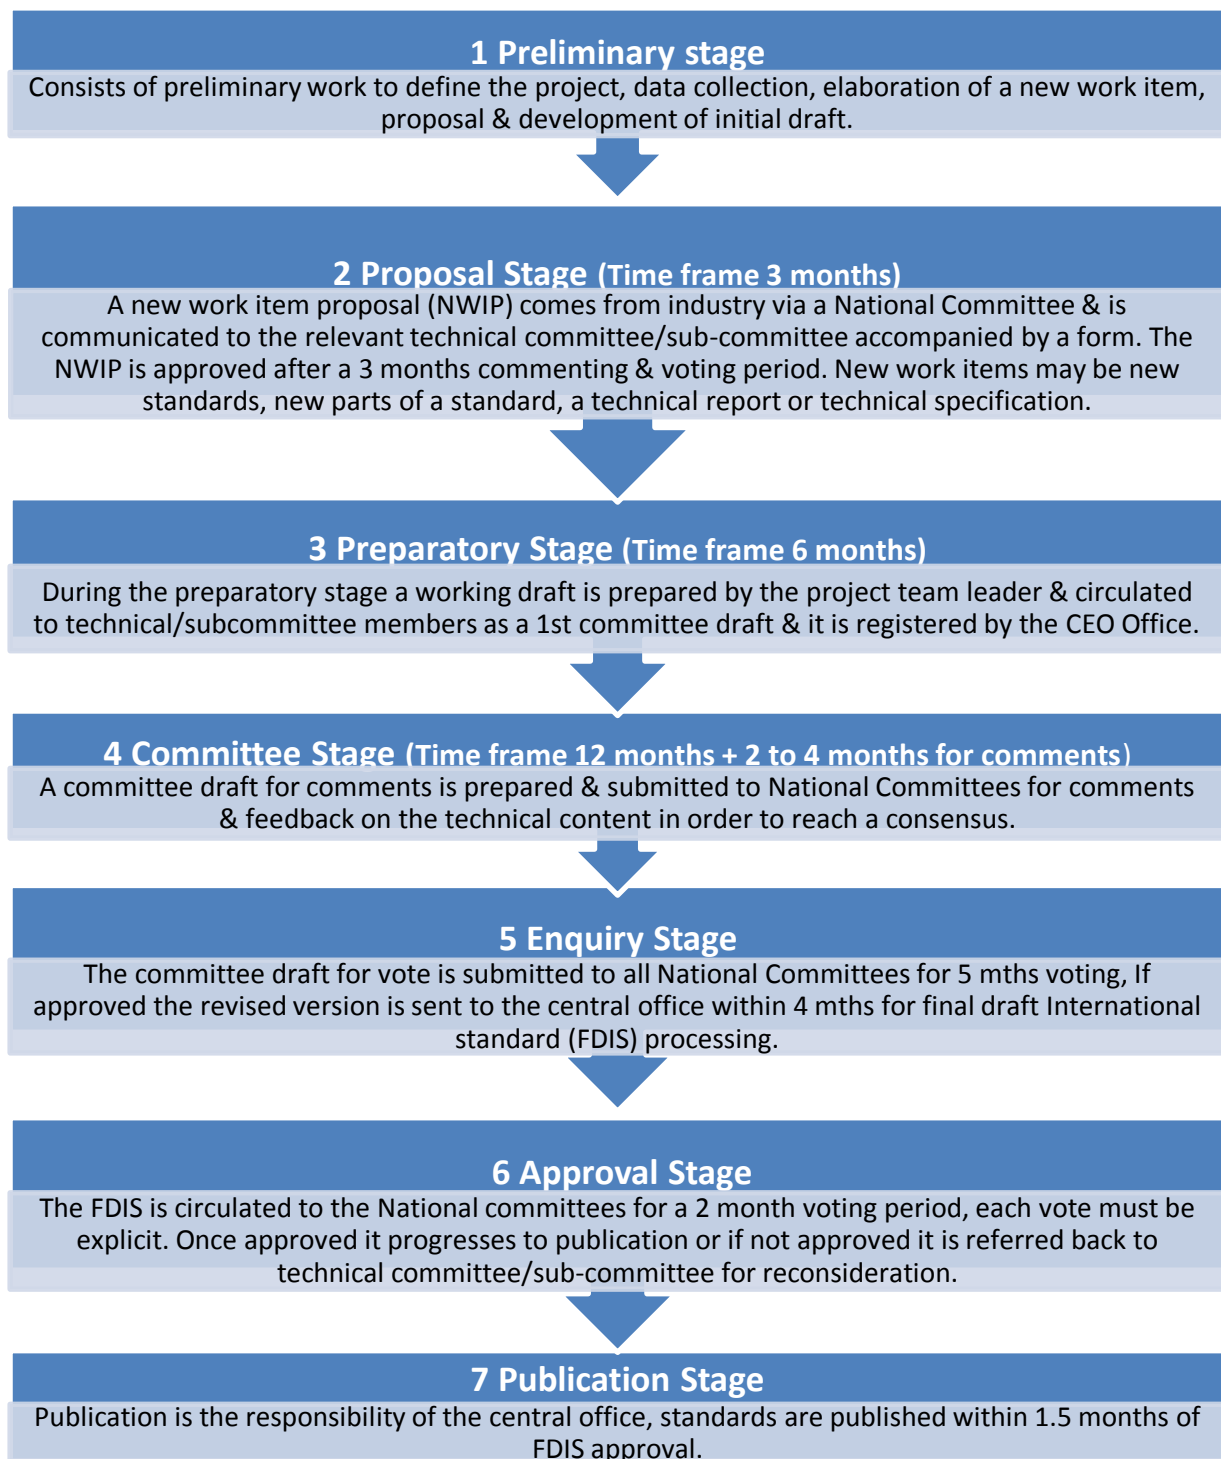 1 Preliminary stage
Consists of preliminary work to define the project, data collection, elaboration of a new work item,
proposal & development of initial draft.
2 Proposal Stage (Time frame 3 months)
A new work item proposal (NWIP) comes from industry via a National Committee & is
communicated to the relevant technical committee/sub-committee accompanied by a form. The
NWIP is approved after a 3 months commenting & voting period. New work items may be new
standards, new parts of a standard, a technical report or technical specification.
3 Preparatory Stage (Time frame 6 months)
During the preparatory stage a working draft is prepared by the project team leader & circulated
to technical/subcommittee members as a 1st committee draft & it is registered by the CEO Office.
4 Committee Stage (Time frame 12 months + 2 to 4 months for comments)
A committee draft for comments is prepared & submitted to National Committees for comments
& feedback on the technical content in order to reach a consensus.
5 Enquiry Stage
The committee draft for vote is submitted to all National Committees for 5 mths voting, If
approved the revised version is sent to the central office within 4 mths for final draft International
standard (FDIS) processing.
6 Approval Stage
The FDIS is circulated to the National committees for a 2 month voting period, each vote must be
explicit. Once approved it progresses to publication or if not approved it is referred back to
technical committee/sub-committee for reconsideration.
7 Publication Stage
Publication is the responsibility of the central office, standards are published within 1.5 months of
FDIS approval.